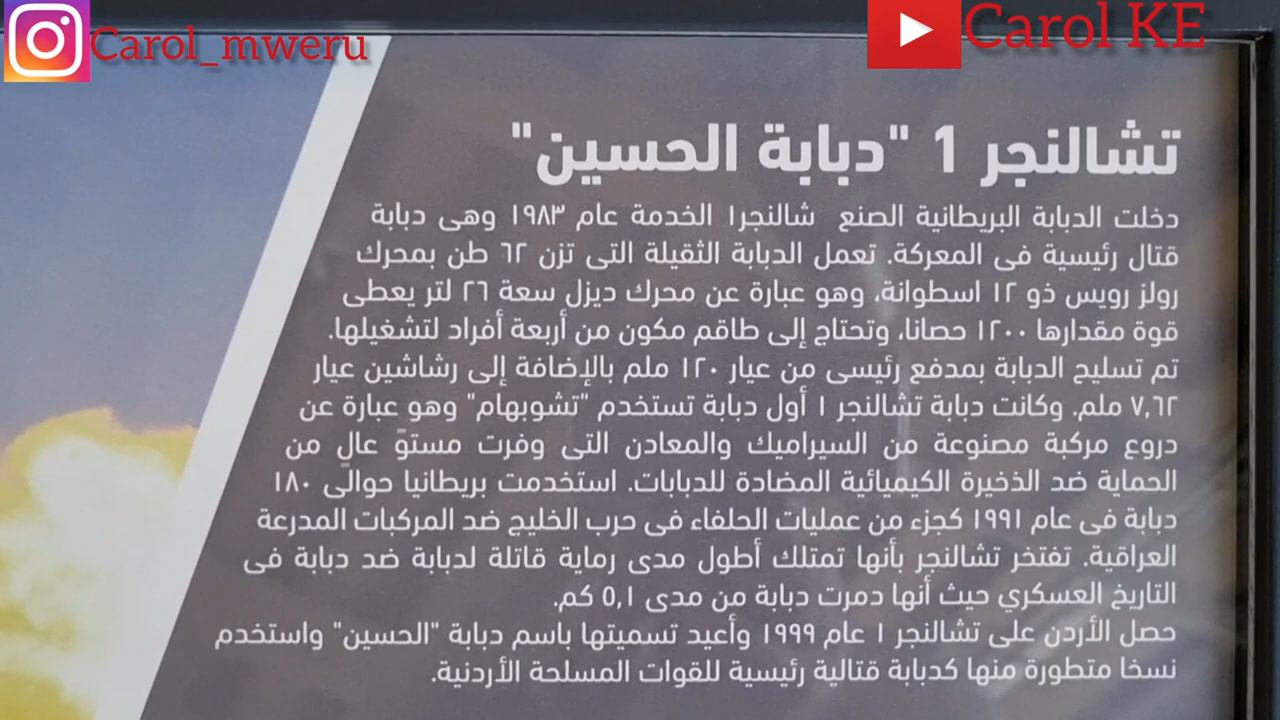 Carol_mweru
Carol KE
تشالنجر 1 "دبابة الحسين"
دخلت الدبابة البريطانية الصنع شالنجر١ الخدمة عام ١٩٨٣ وهى دبابة
قتال رئيسية فى المعركة. تعمل الدبابة الثقيلة التى تزن ٦٢ طن بمحرك
رولز رويس ذو ١٢ اسطوانة، وهو عبارة عن محرك ديزل سعة ٢٦ لتر يعطى
قوة مقدارها ١٢٠٠ حصانا، وتحتاج إلى طاقم مكون من أربعة أفراد لتشغيلها.
تم تسليح الدبابة بمدفع رئيسى من عيار ١٢٠ ملم بالإضافة إلى رشاشين عيار
٧,٦٢ ملم. وكانت دبابة تشالنجر ١ أول دبابة تستخدم "تشوبهام" وهو عبارة عن
دروع مركبة مصنوعة من السيراميك والمعادن التى وفرت مستوّ عالٍ من
الحماية ضد الذخيرة الكيميائية المضادة للدبابات. استخدمت بريطانيا حوالى ١٨٠
دبابة فى عام ١٩٩١ كجزء من عمليات الحلفاء فى حرب الخليج ضد المركبات المدرعة
العراقية. تفتخر تشالنجر بأنها تمتلك أطول مدى رماية قاتلة لدبابة ضد دبابة فى
التاريخ العسكري حيث أنها دمرت دبابة من مدى ٥,١ كم.
حصل الأردن على تشالنجر ١ عام ١٩٩٩ وأعيد تسميتها باسم دبابة "الحسين" واستخدم
نسخا متطورة منها كدبابة قتالية رئيسية للقوات المسلحة الأردنية.